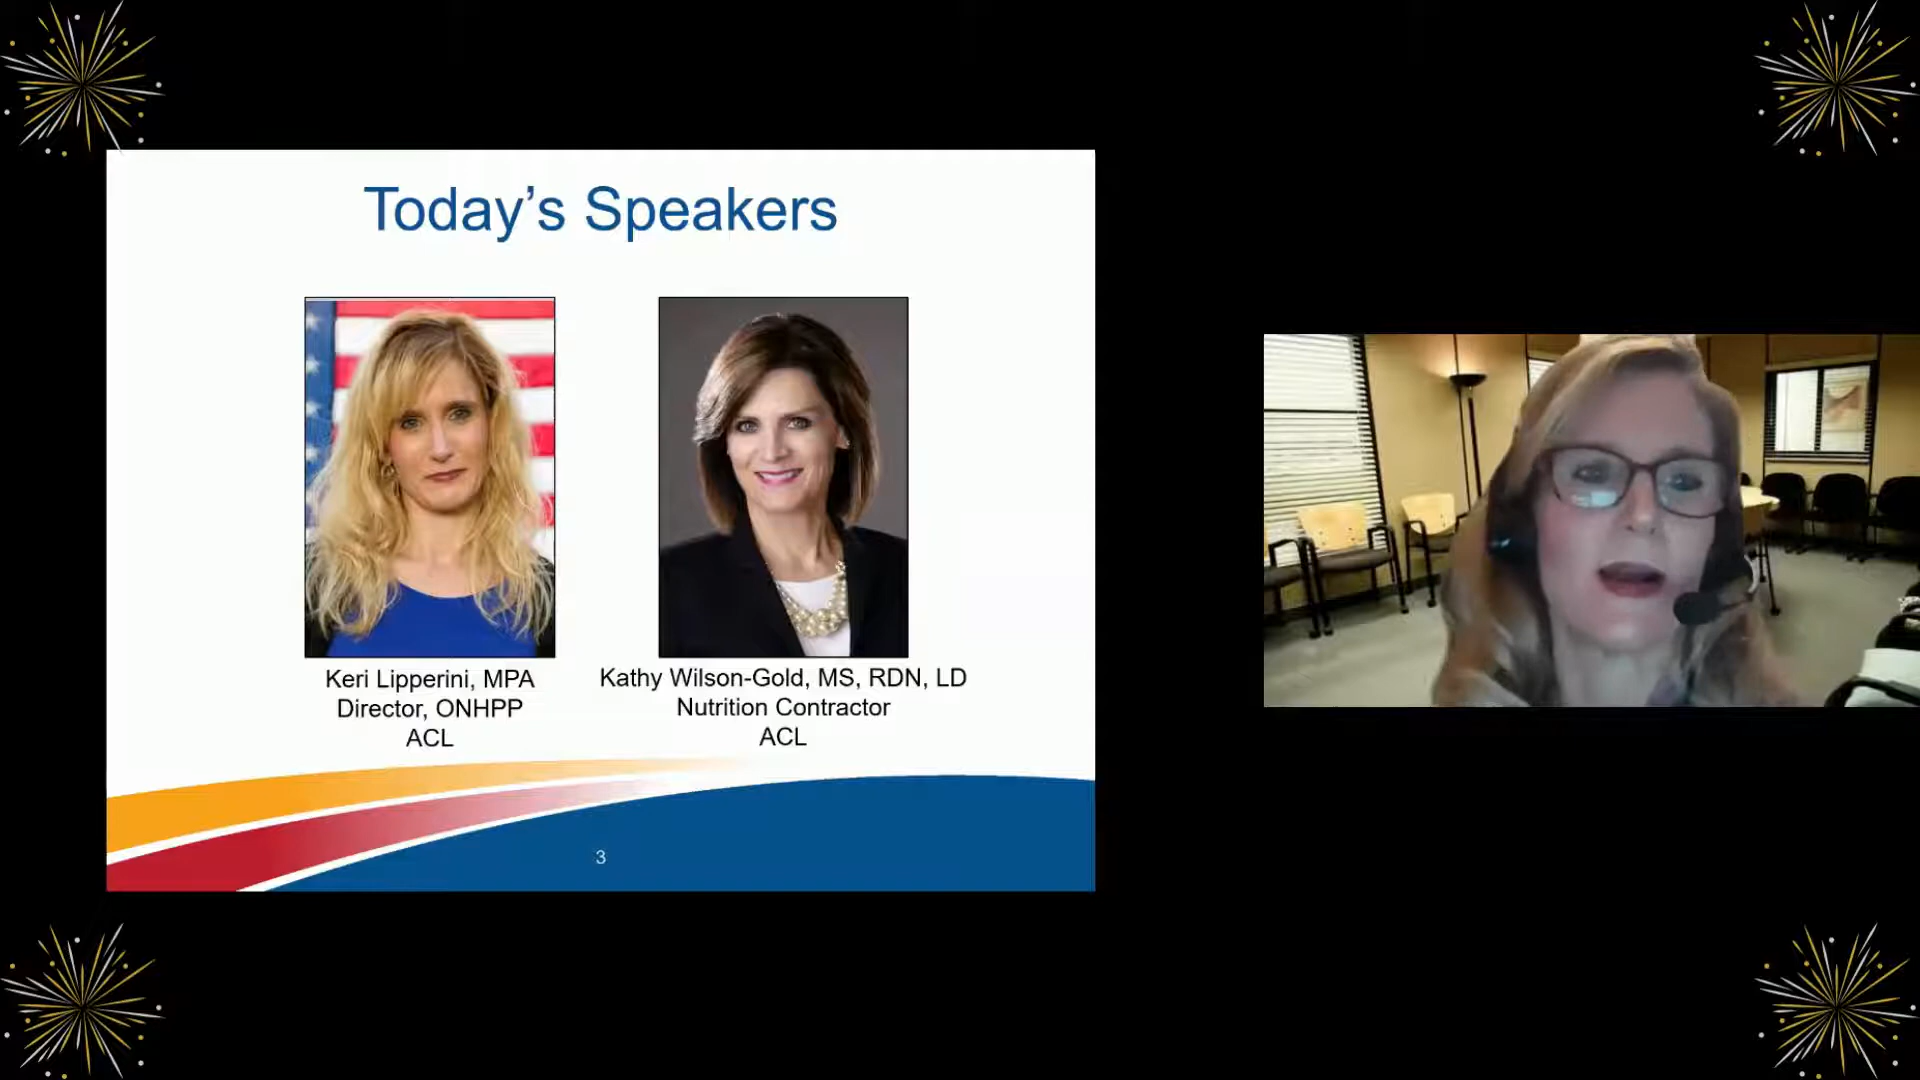 Today’s Speakers
Keri Lipperini, MPA
Director, ONHPP
ACL
Kathy Wilson-Gold, MS, RDN, LD
Nutrition Contractor
ACL
3